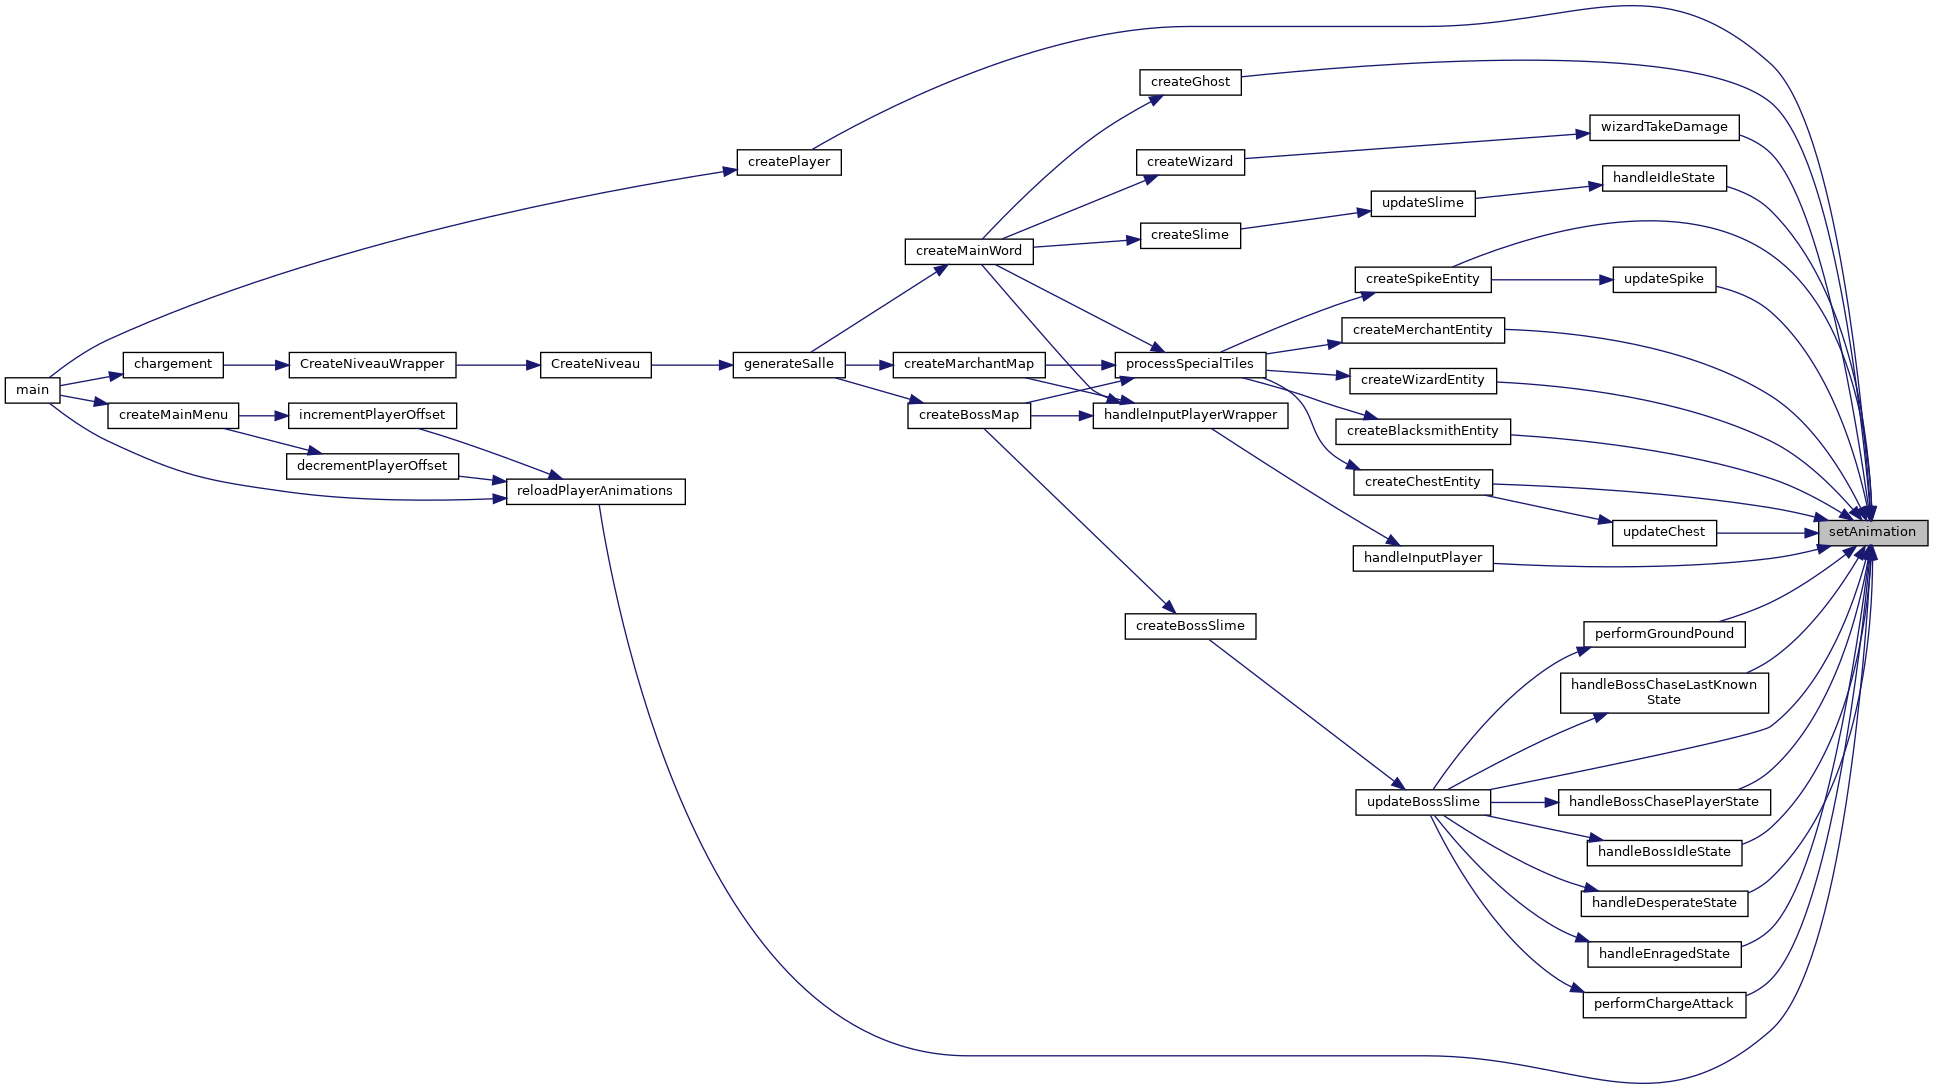 createGhost
wizardTakeDamage
createPlayer
createWizard
handleIdleState
updateSlime
createSlime
createMainWord
createSpikeEntity
updateSpike
createMerchantEntity
chargement
CreateNiveauWrapper
CreateNiveau
generateSalle
createMarchantMap
processSpecialTiles
createWizardEntity
main
createMainMenu
incrementPlayerOffset
createBossMap
handleInputPlayerWrapper
createBlacksmithEntity
decrementPlayerOffset
createChestEntity
reloadPlayerAnimations
updateChest
setAnimation
handleInputPlayer
createBossSlime
performGroundPound
handleBossChaseLastKnown
State
updateBossSlime
handleBossChasePlayerState
handleBossIdleState
handleDesperateState
handleEnragedState
performChargeAttack